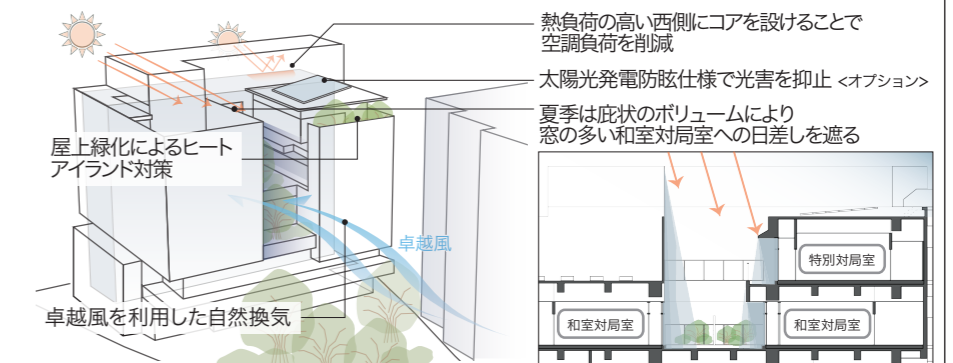 熱負荷の高い西側にコアを設けることで
空調負荷を削減
太陽光発電防眩仕様で光害を抑止 <オプション>
夏季は庇状のボリュームにより
窓の多い和室対局室への日差しを遮る
屋上緑化によるヒート
アイランド対策
卓越風
卓越風を利用した自然換気
特別対局室
和室対局室
和室対局室